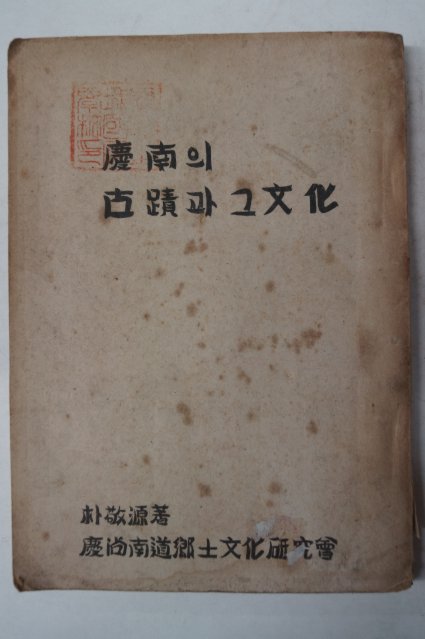 慶南의
古蹟과 그 文化
朴敬源著
慶尙南道鄕土文化硏究會